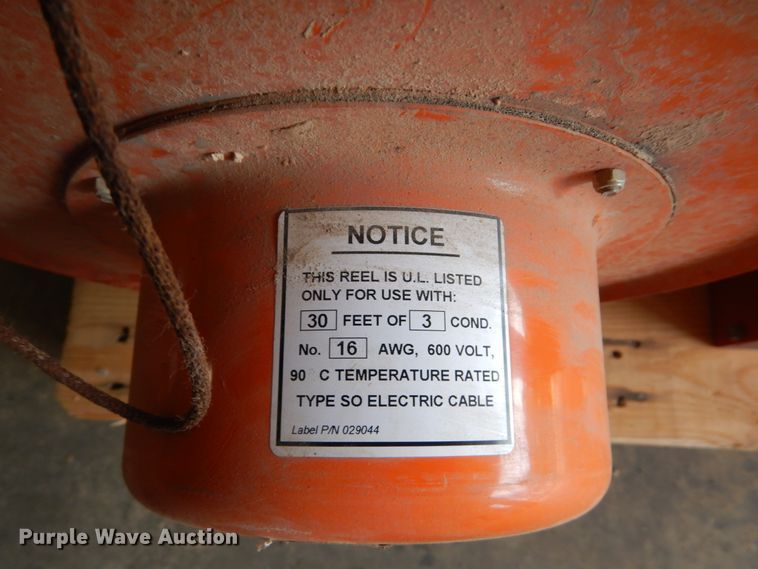 NOTICE
THIS REEL IS U.L. LISTED
ONLY FOR USE WITH:
30 FEET OF 3 COND.
No. 16 AWG, 600 VOLT,
90 C TEMPERATURE RATED
TYPE SO ELECTRIC CABLE
Label P/N 029044
Purple Wave Auction